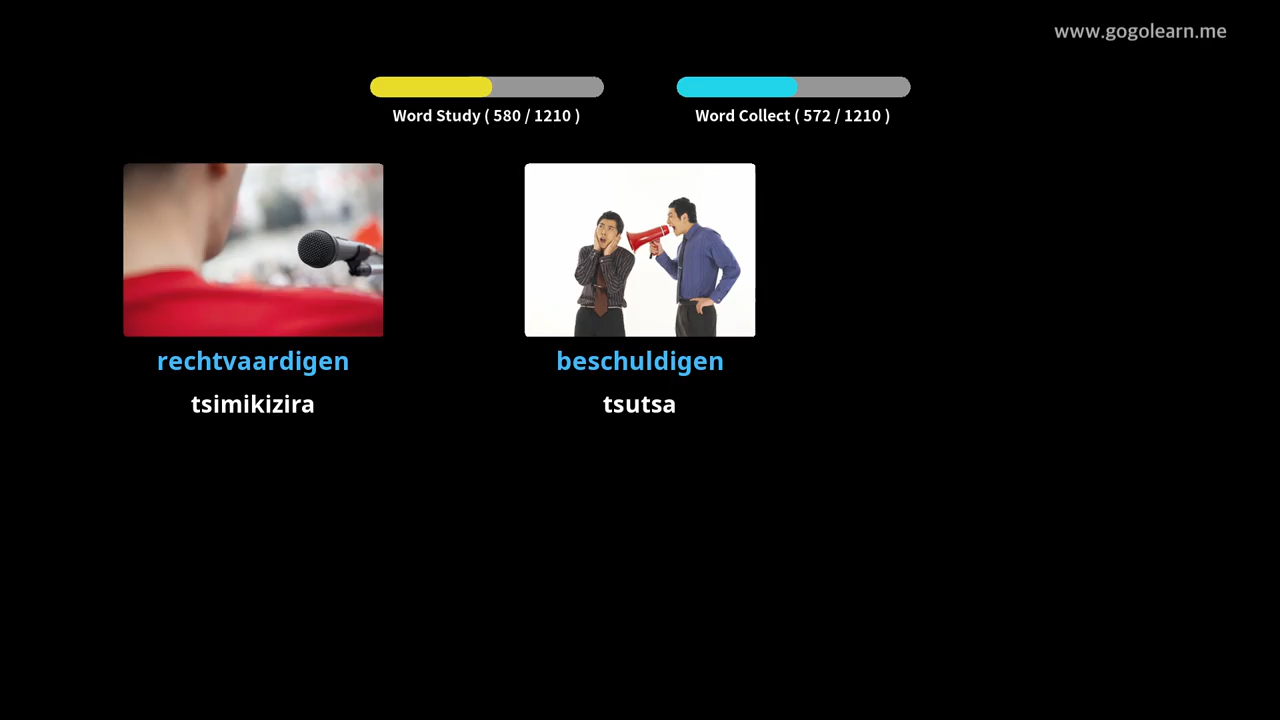 www.gogolearn.me
Word Study ( 580 / 1210 )
Word Collect ( 572 / 1210 )
rechtvaardigen
beschuldigen
tsimikizira
tsutsa